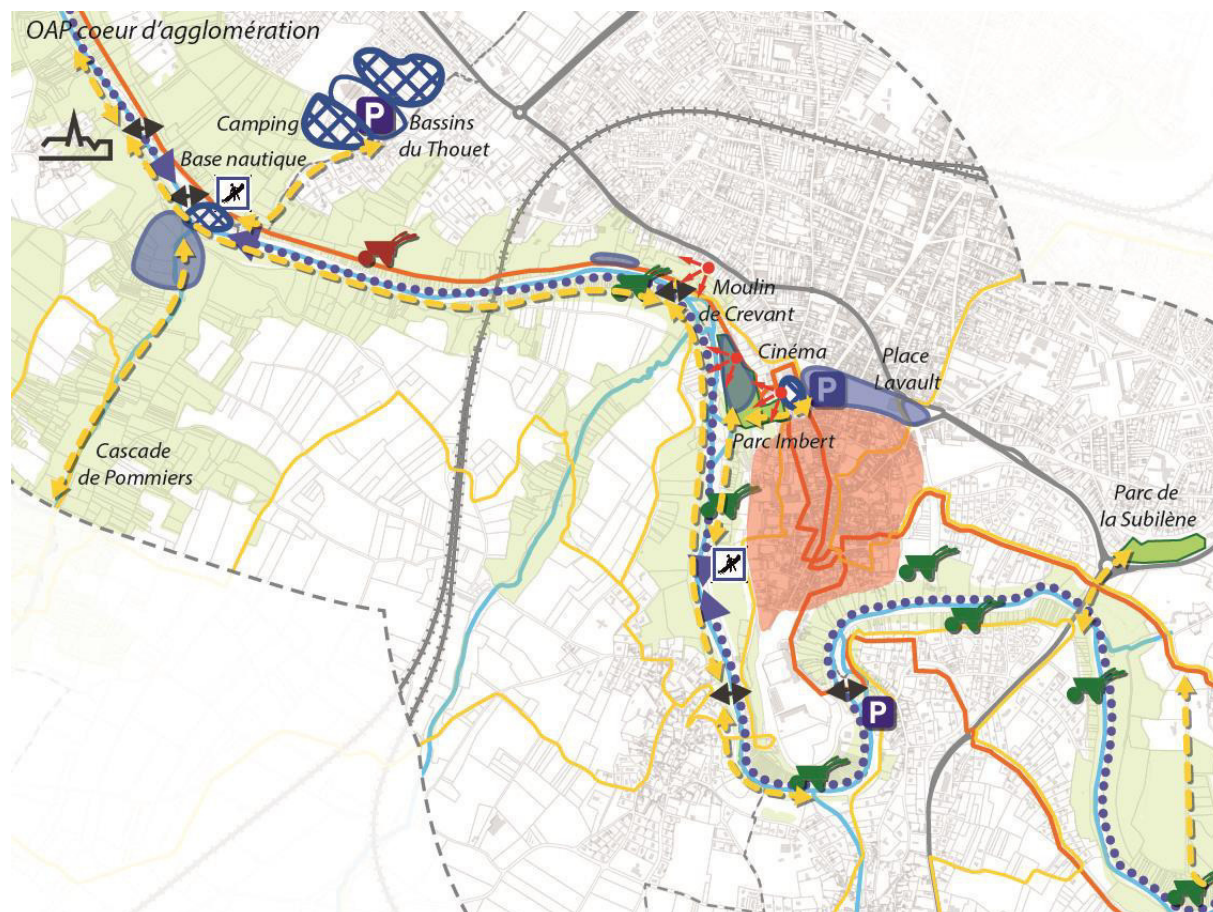 OAP coeur d'agglomération
P
Camping
Bassins
du Thouet
Base nautique
Moulin
de Crevant
Cinéma
Place
Lavault
P
Parc Imbert
Cascade
de Pommiers
Parc de
la Subilène
P